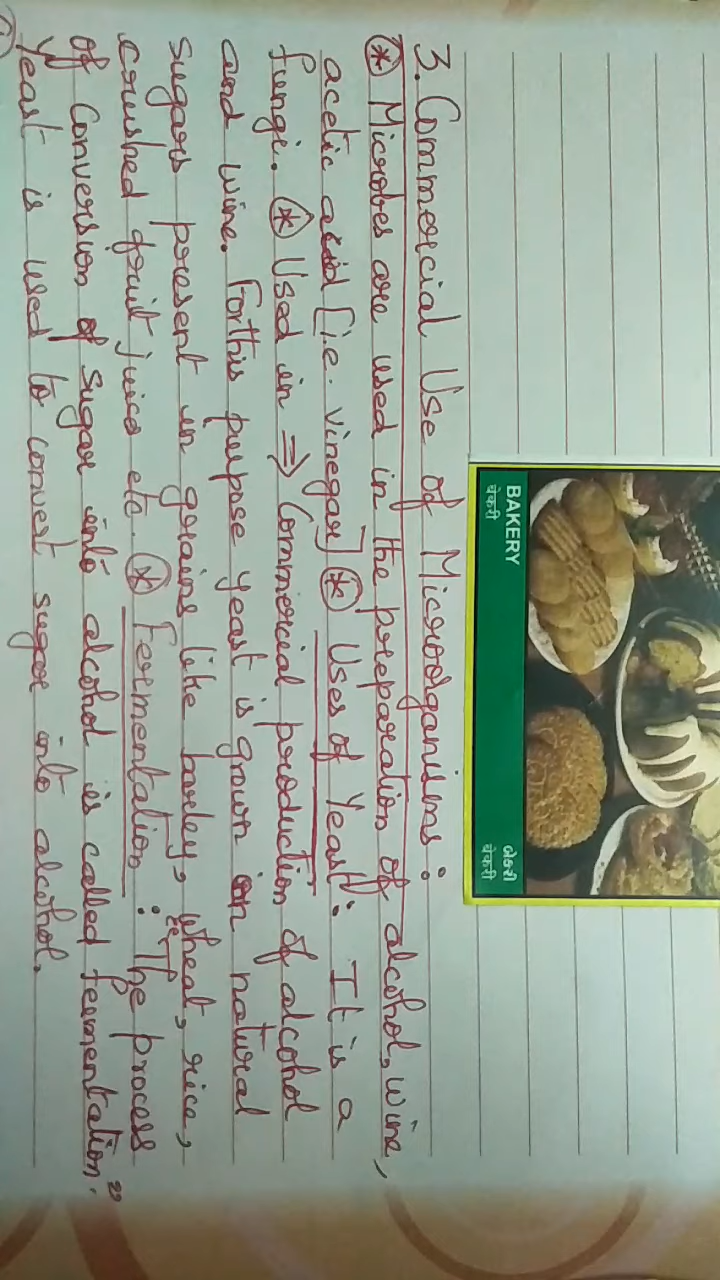 BAKERY
बेकरी
બેકરી
बेकरी
3. Commercial Use of Microorganisms :
⊛ Microbes are used in the preparation of alcohol, wine,
acetic acid [i.e. vinegar] ⊛ Uses of Yeast : It is a
fungi. ⊛ Used in ⇒ Commercial production of alcohol
and wine. For this purpose yeast is grown on natural
sugars present in grains like barley, wheat, rice,
crushed fruit juice etc. ⊛ Fermentation : "The process
of Conversion of sugar into alcohol is called fermentation."
Yeast is used to convert sugar into alcohol.